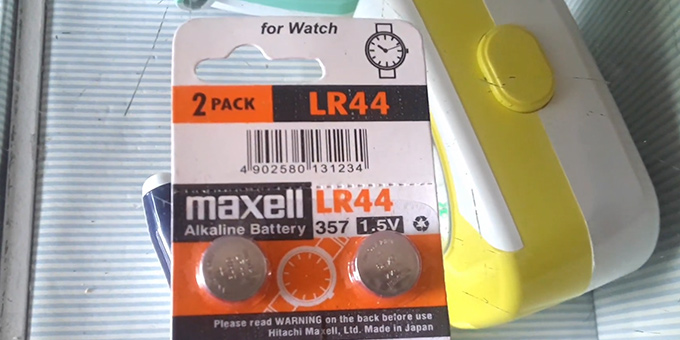 for Watch
2 PACK LR44
4 902580 131234
maxell LR44
Alkaline Battery 357 1.5V
Please read WARNING on the back before use
Hitachi Maxell, Ltd. Made in Japan